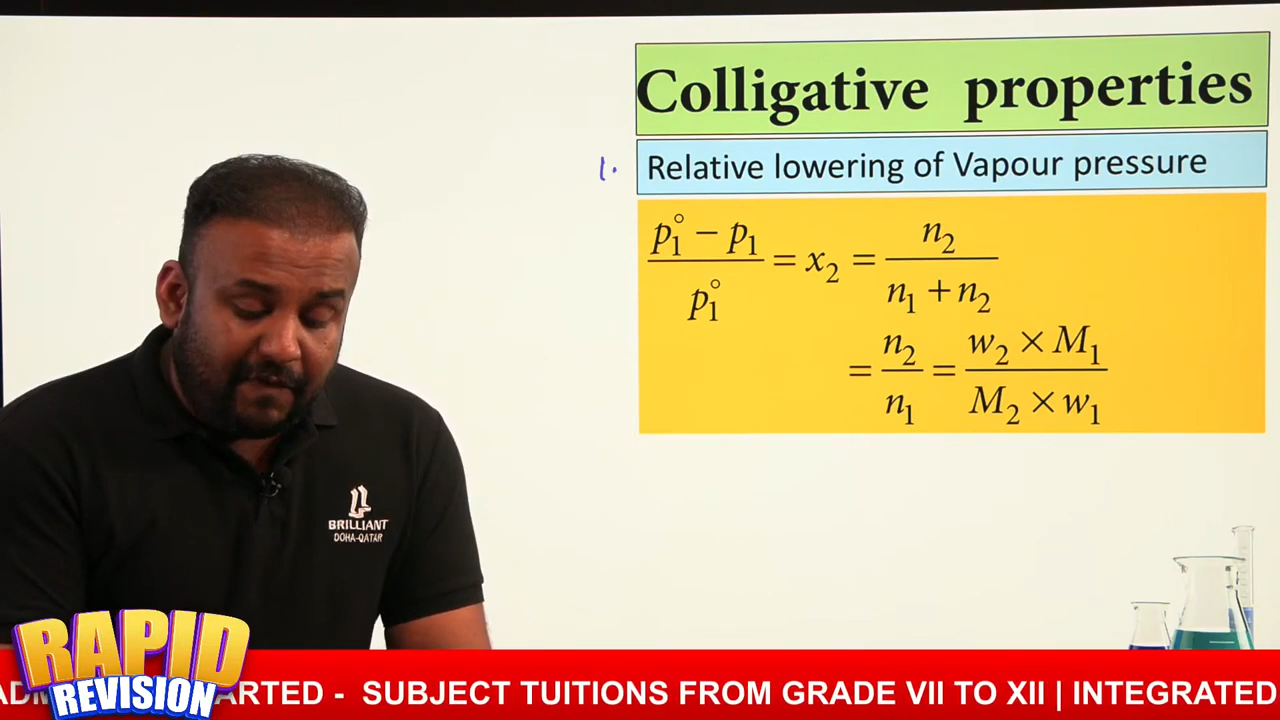 Colligative properties
1. Relative lowering of Vapour pressure
p₁° − p₁ / p₁° = x₂ = n₂ / n₁ + n₂
= n₂ / n₁ = w₂ × M₁ / M₂ × w₁
BRILLIANT
DOHA-QATAR
RAPID
REVISION
ARTED - SUBJECT TUITIONS FROM GRADE VII TO XII | INTEGRATED